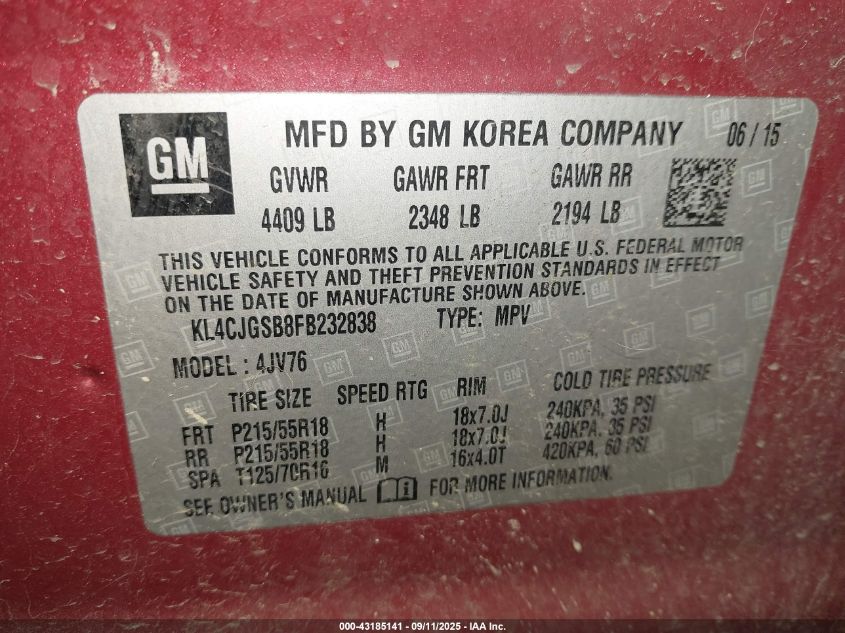 GM
MFD BY GM KOREA COMPANY 06/15
GVWR GAWR FRT GAWR RR
4409 LB 2348 LB 2194 LB
THIS VEHICLE CONFORMS TO ALL APPLICABLE U.S. FEDERAL MOTOR
VEHICLE SAFETY AND THEFT PREVENTION STANDARDS IN EFFECT
ON THE DATE OF MANUFACTURE SHOWN ABOVE.
KL4CJGSB8FB232838 TYPE: MPV
MODEL : 4JV76
TIRE SIZE SPEED RTG RIM COLD TIRE PRESSURE
FRT P215/55R18 H 18x7.0J 240KPA, 35 PSI
RR P215/55R18 H 18x7.0J 240KPA, 35 PSI
SPA T125/70R16 M 16x4.0T 420KPA, 60 PSI
SEE OWNER'S MANUAL FOR MORE INFORMATION.
000-43185141 - 09/11/2025 - IAA Inc.